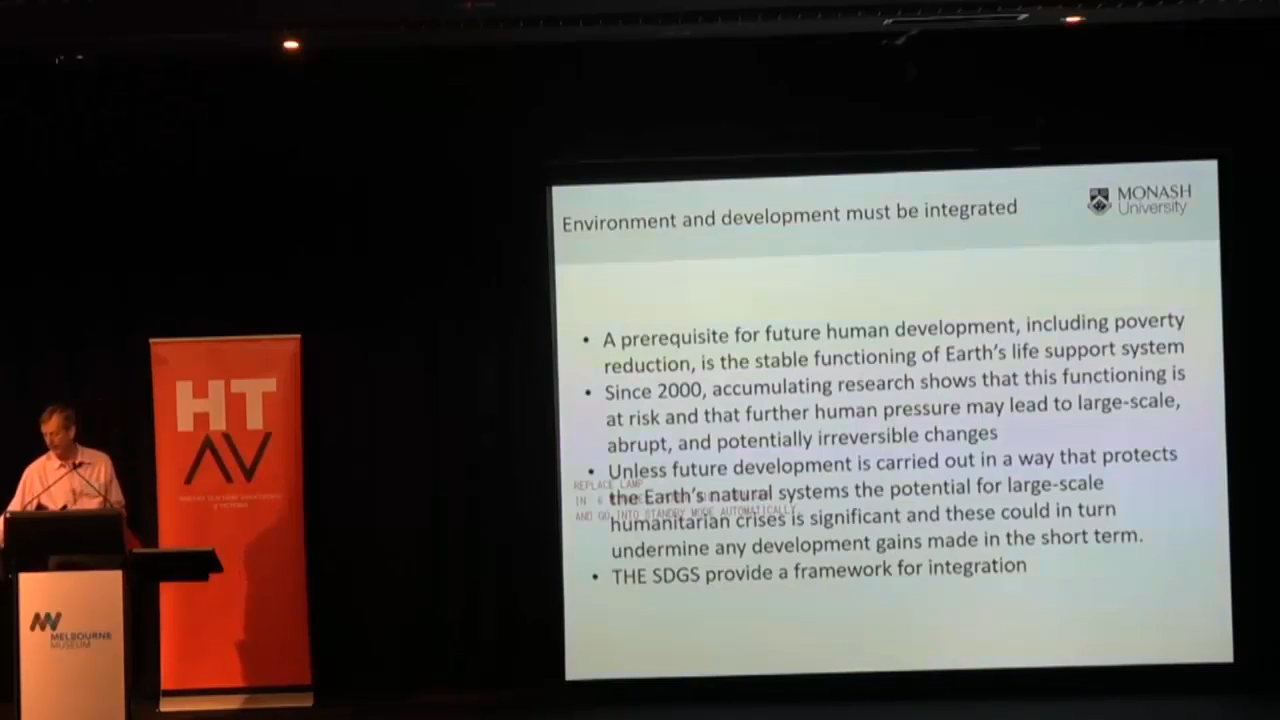 MONASH
University
Environment and development must be integrated
• A prerequisite for future human development, including poverty
reduction, is the stable functioning of Earth's life support system
• Since 2000, accumulating research shows that this functioning is
at risk and that further human pressure may lead to large-scale,
abrupt, and potentially irreversible changes
• Unless future development is carried out in a way that protects
the Earth's natural systems the potential for large-scale
humanitarian crises is significant and these could in turn
undermine any development gains made in the short term.
• THE SDGS provide a framework for integration
REPLACE LAMP
IN
AND GO INTO STANDBY MODE AUTOMATICALLY.
HT
AV
MELBOURNE
MUSEUM